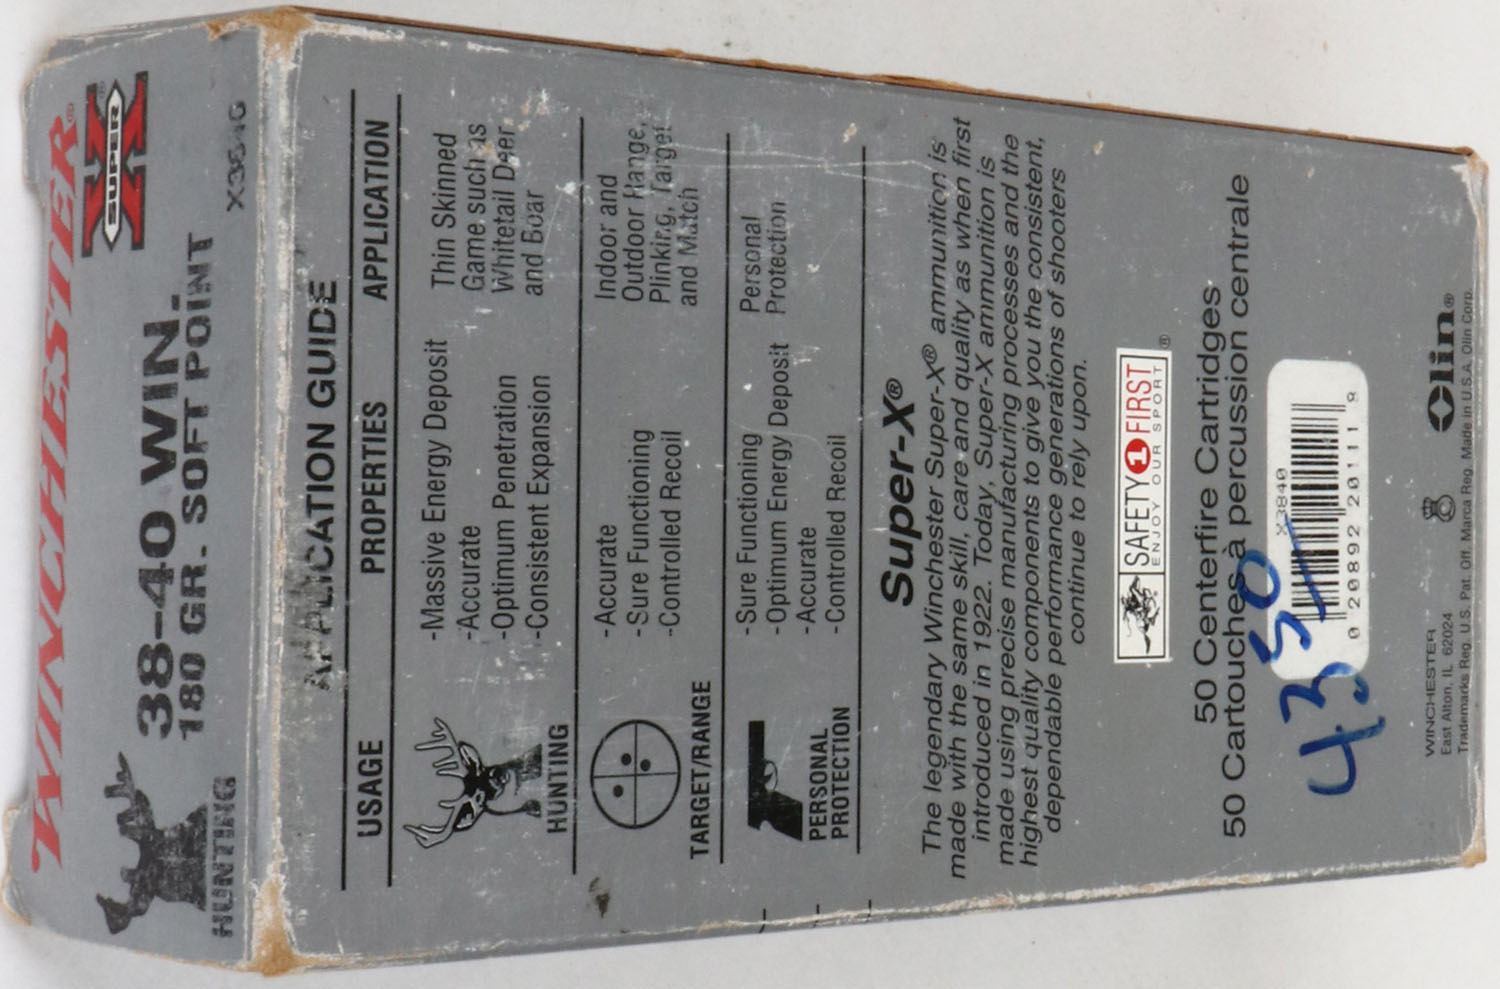 WINCHESTER®
SUPER X ®
38-40 WIN.
180 GR. SOFT POINT
X3840
HUNTING
APPLICATION GUIDE
USAGE PROPERTIES APPLICATION
HUNTING
-Massive Energy Deposit
-Accurate
-Optimum Penetration
-Consistent Expansion
Thin Skinned
Game such as
Whitetail Deer
and Boar
TARGET/RANGE
-Accurate
-Sure Functioning
-Controlled Recoil
Indoor and
Outdoor Range,
Plinking, Target
and Match
PERSONAL
PROTECTION
-Sure Functioning
-Optimum Energy Deposit
-Accurate
-Controlled Recoil
Personal
Protection
Super-X®
The legendary Winchester Super-X® ammunition is
made with the same skill, care and quality as when first
introduced in 1922. Today, Super-X ammunition is
made using precise manufacturing processes and the
highest quality components to give you the consistent,
dependable performance generations of shooters
continue to rely upon.
SAFETY 1 FIRST ®
ENJOY OUR SPORT
50 Centerfire Cartridges
50 Cartouches à percussion centrale
X3840
0 20892 20111 9
43.50
WINCHESTER
East Alton, IL 62024
Trademarks Reg. U.S. Pat. Off. Marca Reg. Made in U.S.A. Olin Corp.
Olin®